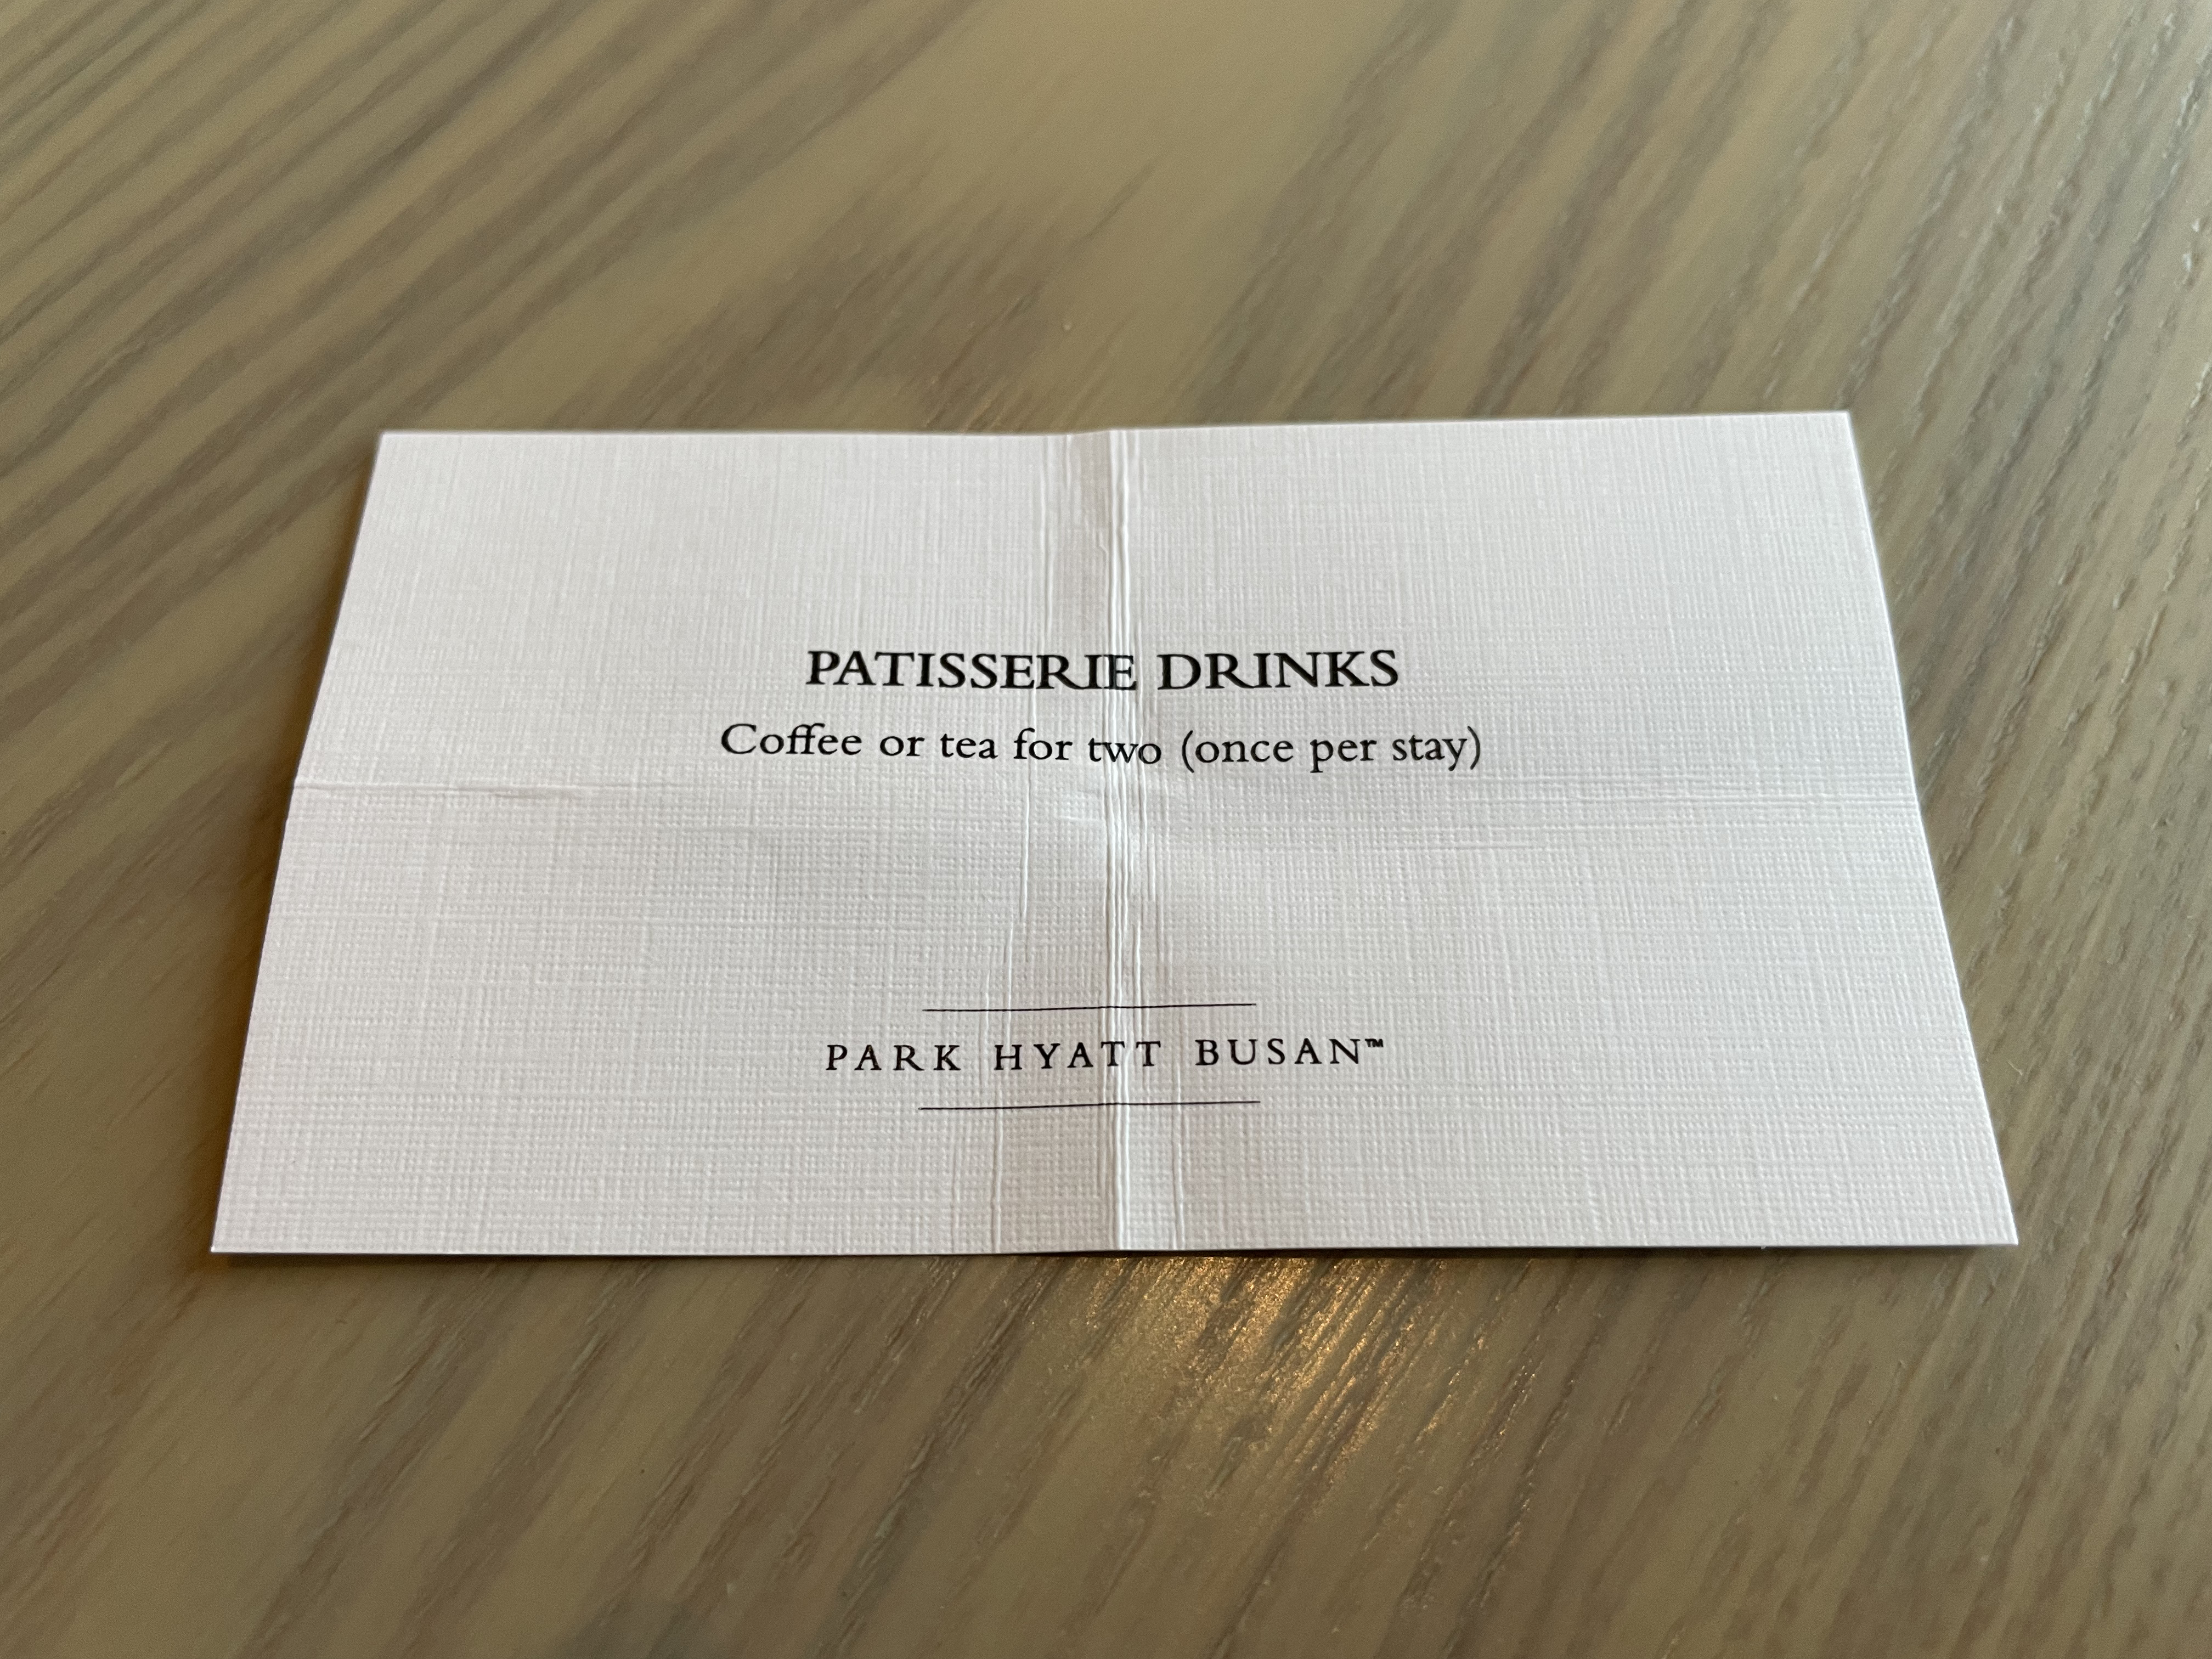 PATISSERIE DRINKS
Coffee or tea for two (once per stay)
PARK HYATT BUSAN™